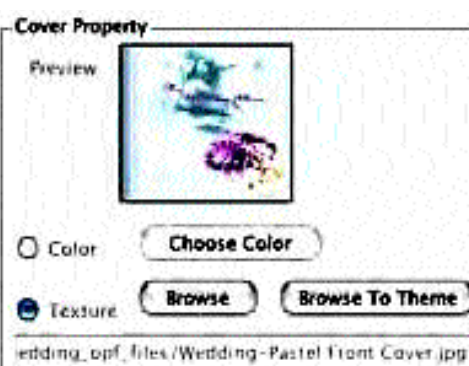 Cover Property
Preview
Color
Choose Color
Texture
Browse
Browse To Theme
edding_opf_files/Wedding-Pastel Front Cover.jpg